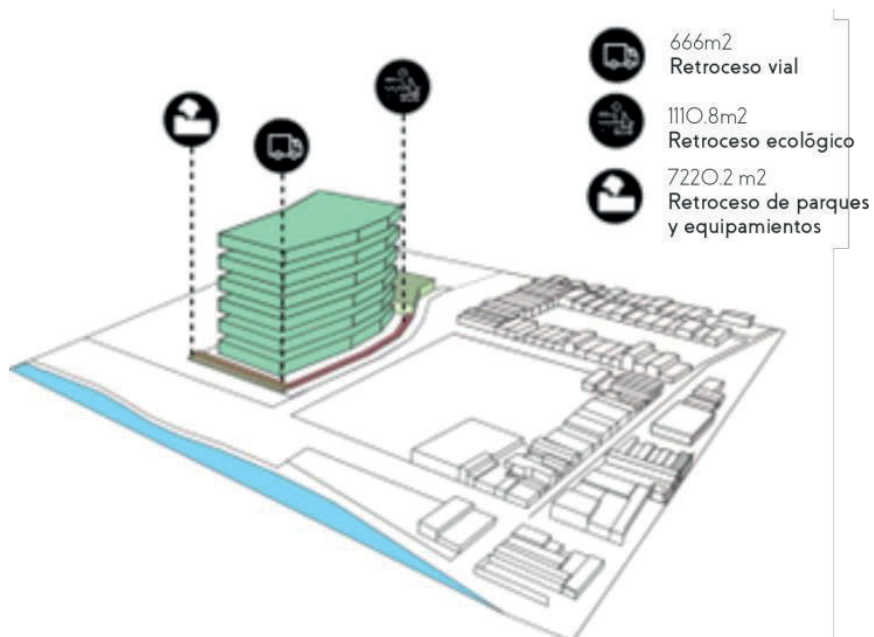 666m2
Retroceso vial
1110.8m2
Retroceso ecológico
7220.2 m2
Retroceso de parques
y equipamientos